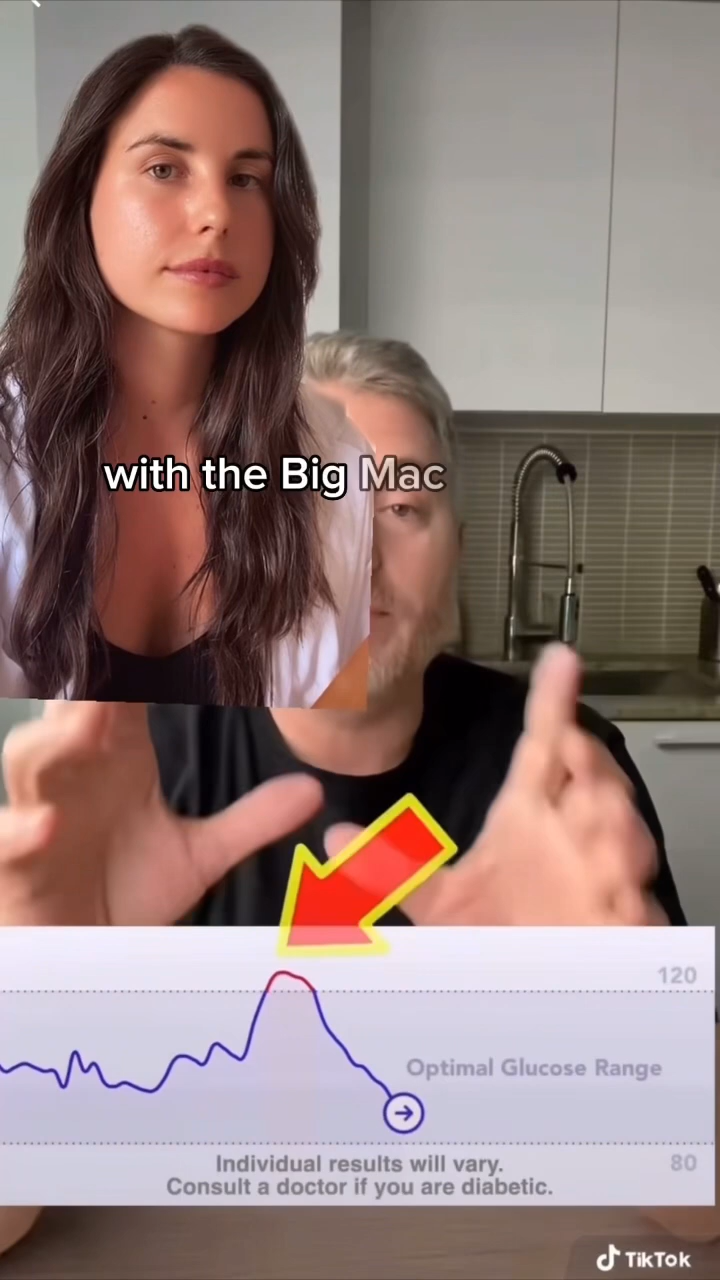 with the Big Mac
120
Optimal Glucose Range
Individual results will vary.
80
Consult a doctor if you are diabetic.
TikTok